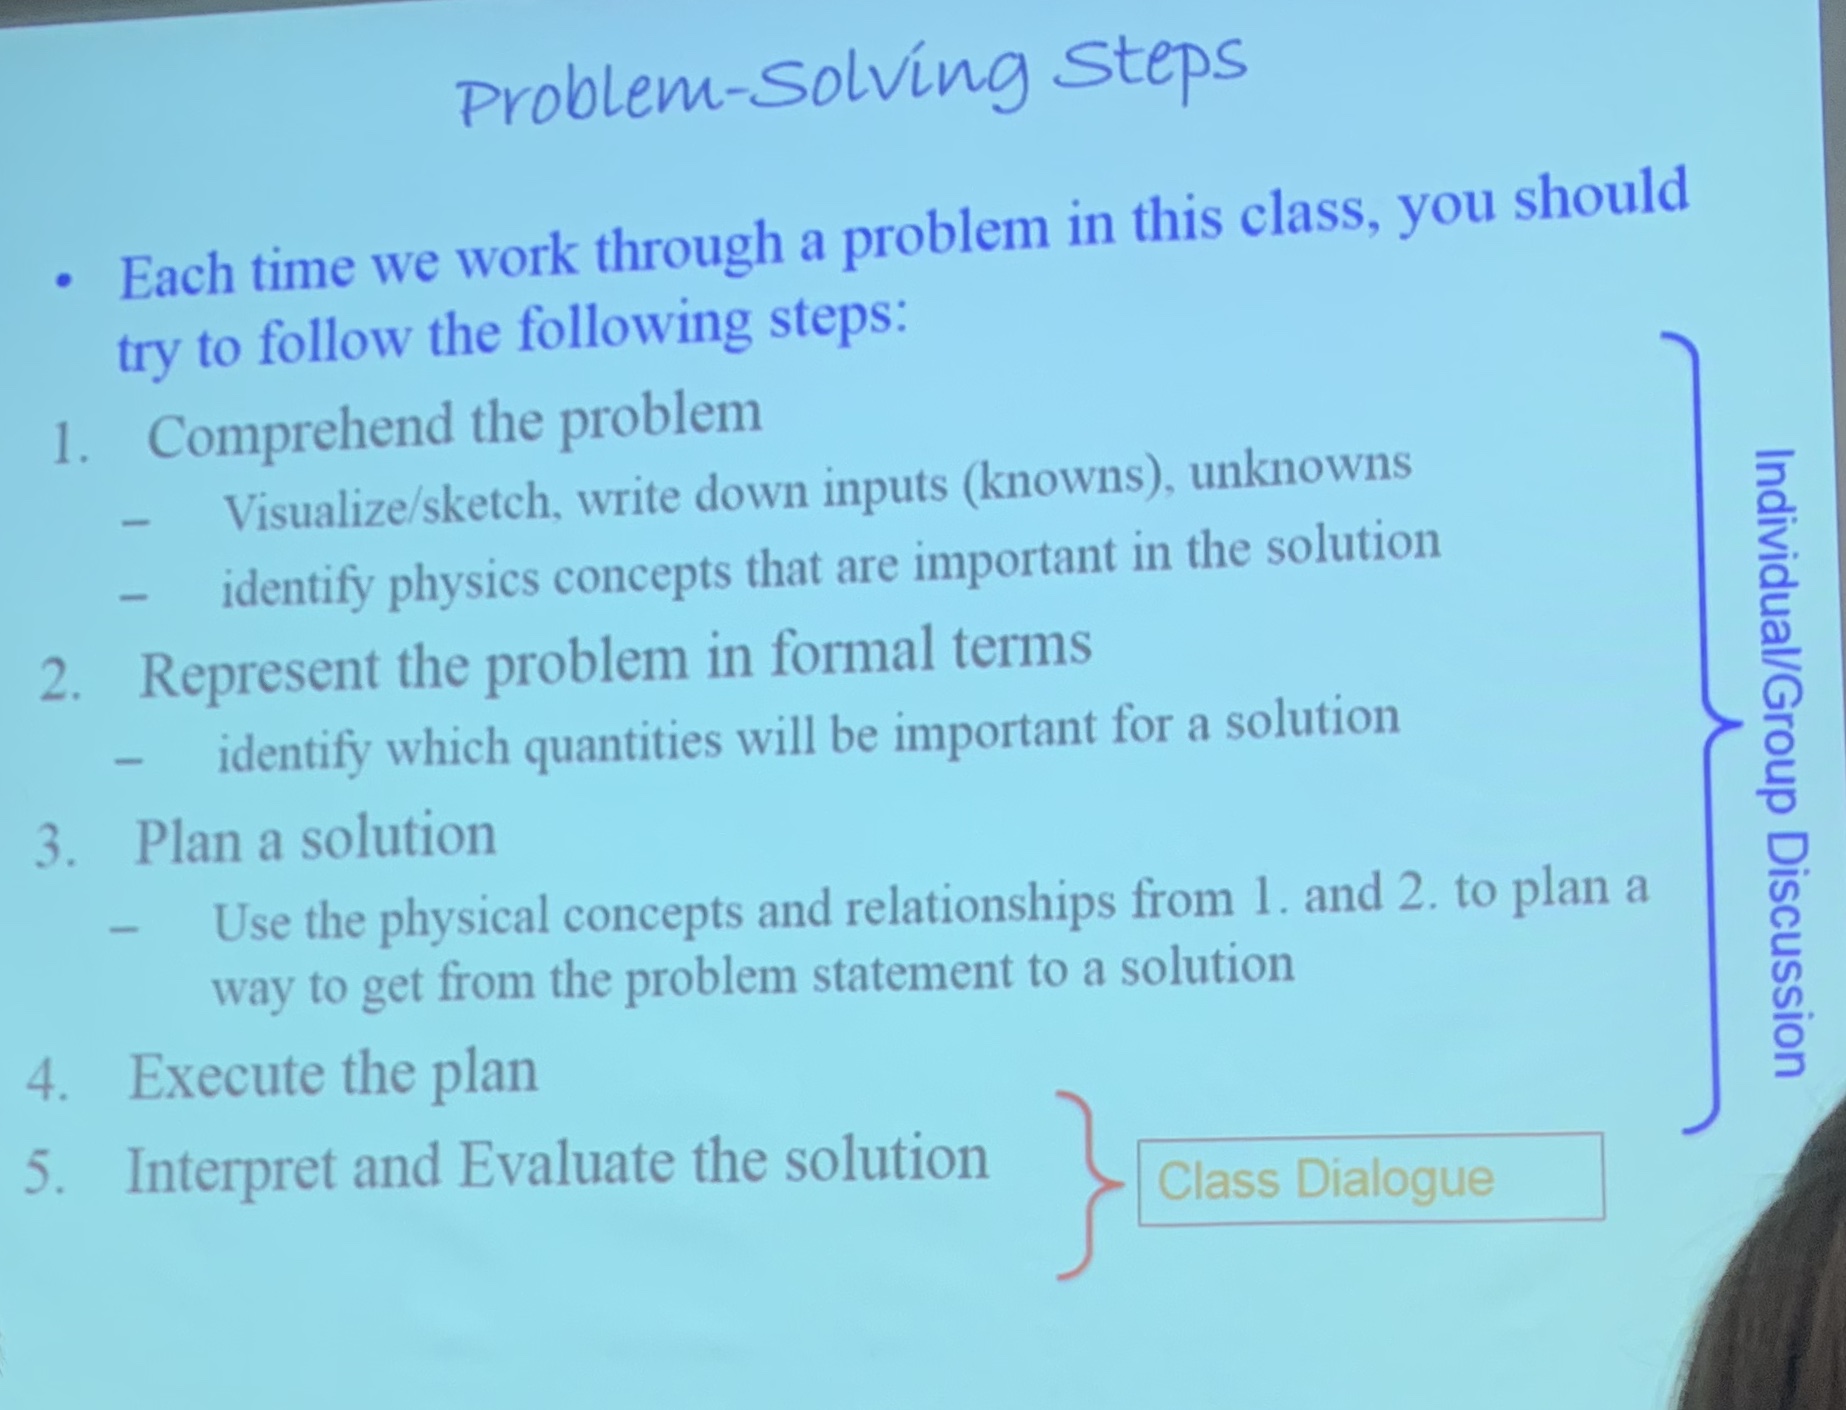 Problem-Solving Steps
• Each time we work through a problem in this class, you should
try to follow the following steps:
1. Comprehend the problem
– Visualize/sketch, write down inputs (knowns), unknowns
– identify physics concepts that are important in the solution
2. Represent the problem in formal terms
– identify which quantities will be important for a solution
3. Plan a solution
– Use the physical concepts and relationships from 1. and 2. to plan a
way to get from the problem statement to a solution
4. Execute the plan
5. Interpret and Evaluate the solution
Individual/Group Discussion
Class Dialogue